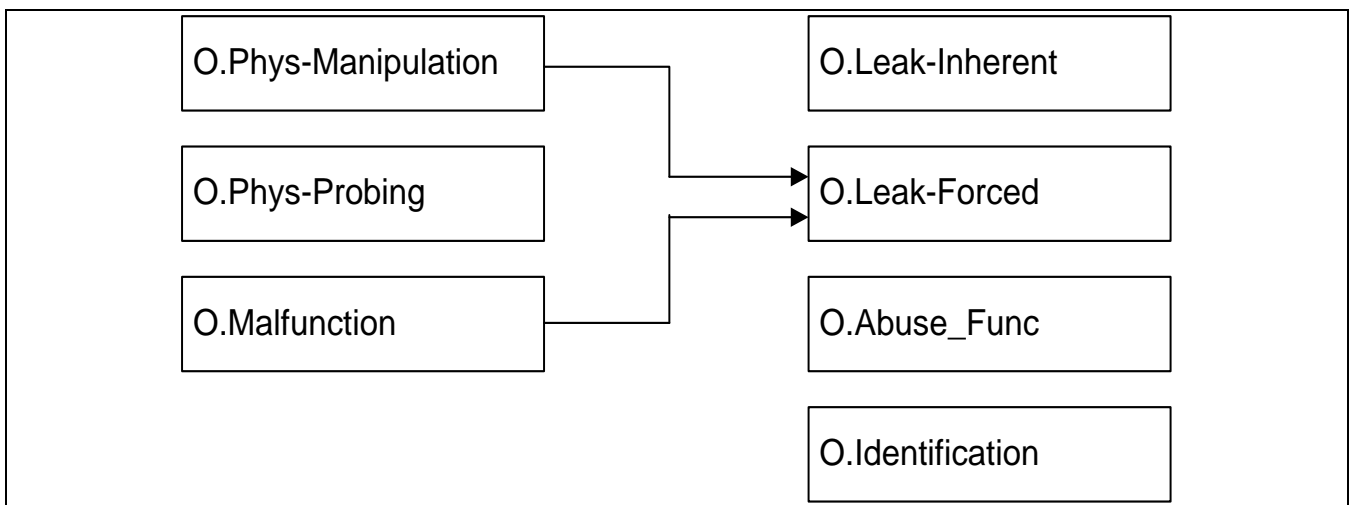 O.Phys-Manipulation
O.Leak-Inherent
O.Phys-Probing
O.Leak-Forced
O.Malfunction
O.Abuse_Func
O.Identification